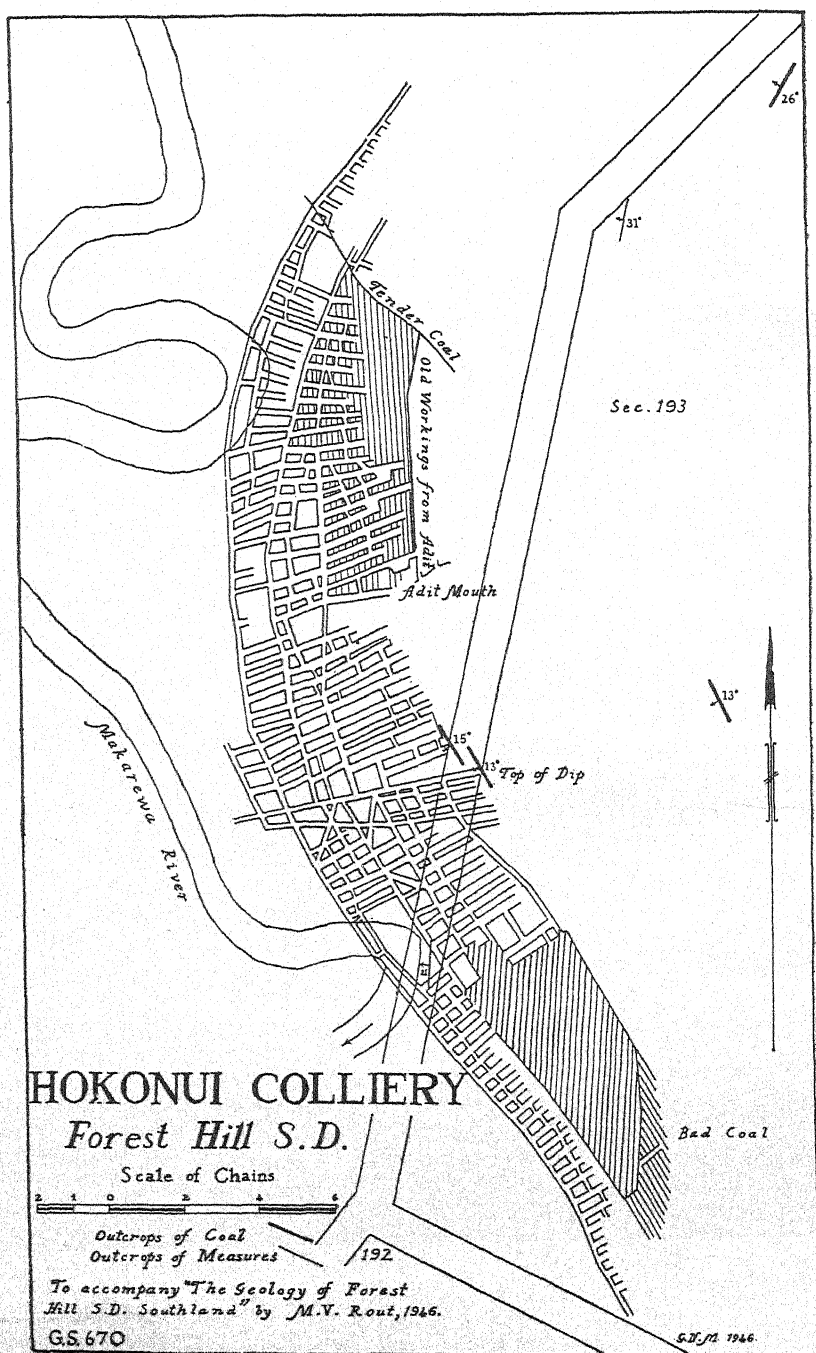 26°
31°
Tender Coal
Old Workings from Adit
Sec. 193
Adit Mouth
13°
15°
13°
Top of Dip
Makarewa
River
HOKONUI COLLIERY
Forest Hill S.D.
Bad Coal
Scale of Chains
2 1 0 2 4 6
Outcrops of Coal
Outcrops of Measures
192
To accompany "The Geology of Forest
Hill S.D. Southland" by M.V. Rout, 1946.
G.S. 670
1946